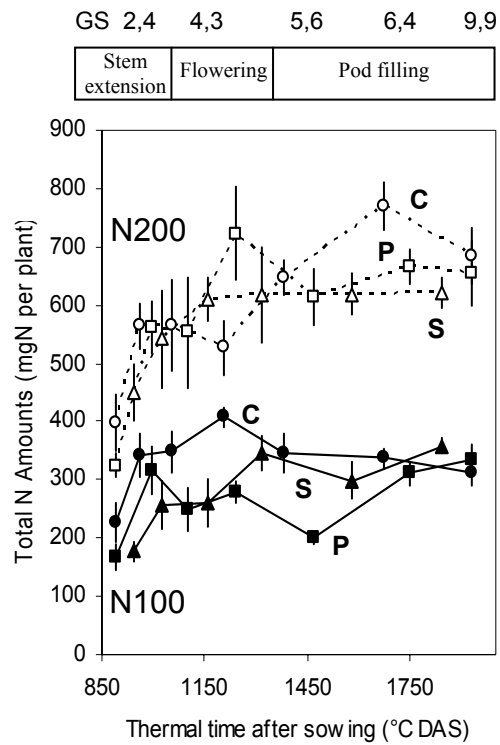 GS 2,4 4,3 5,6 6,4 9,9
Stem extension Flowering Pod filling
900
800
700
600
500
400
300
200
100
0
Total N Amounts (mgN per plant)
N200
C
P
S
C
S
P
N100
850 1150 1450 1750
Thermal time after sowing (°C DAS)